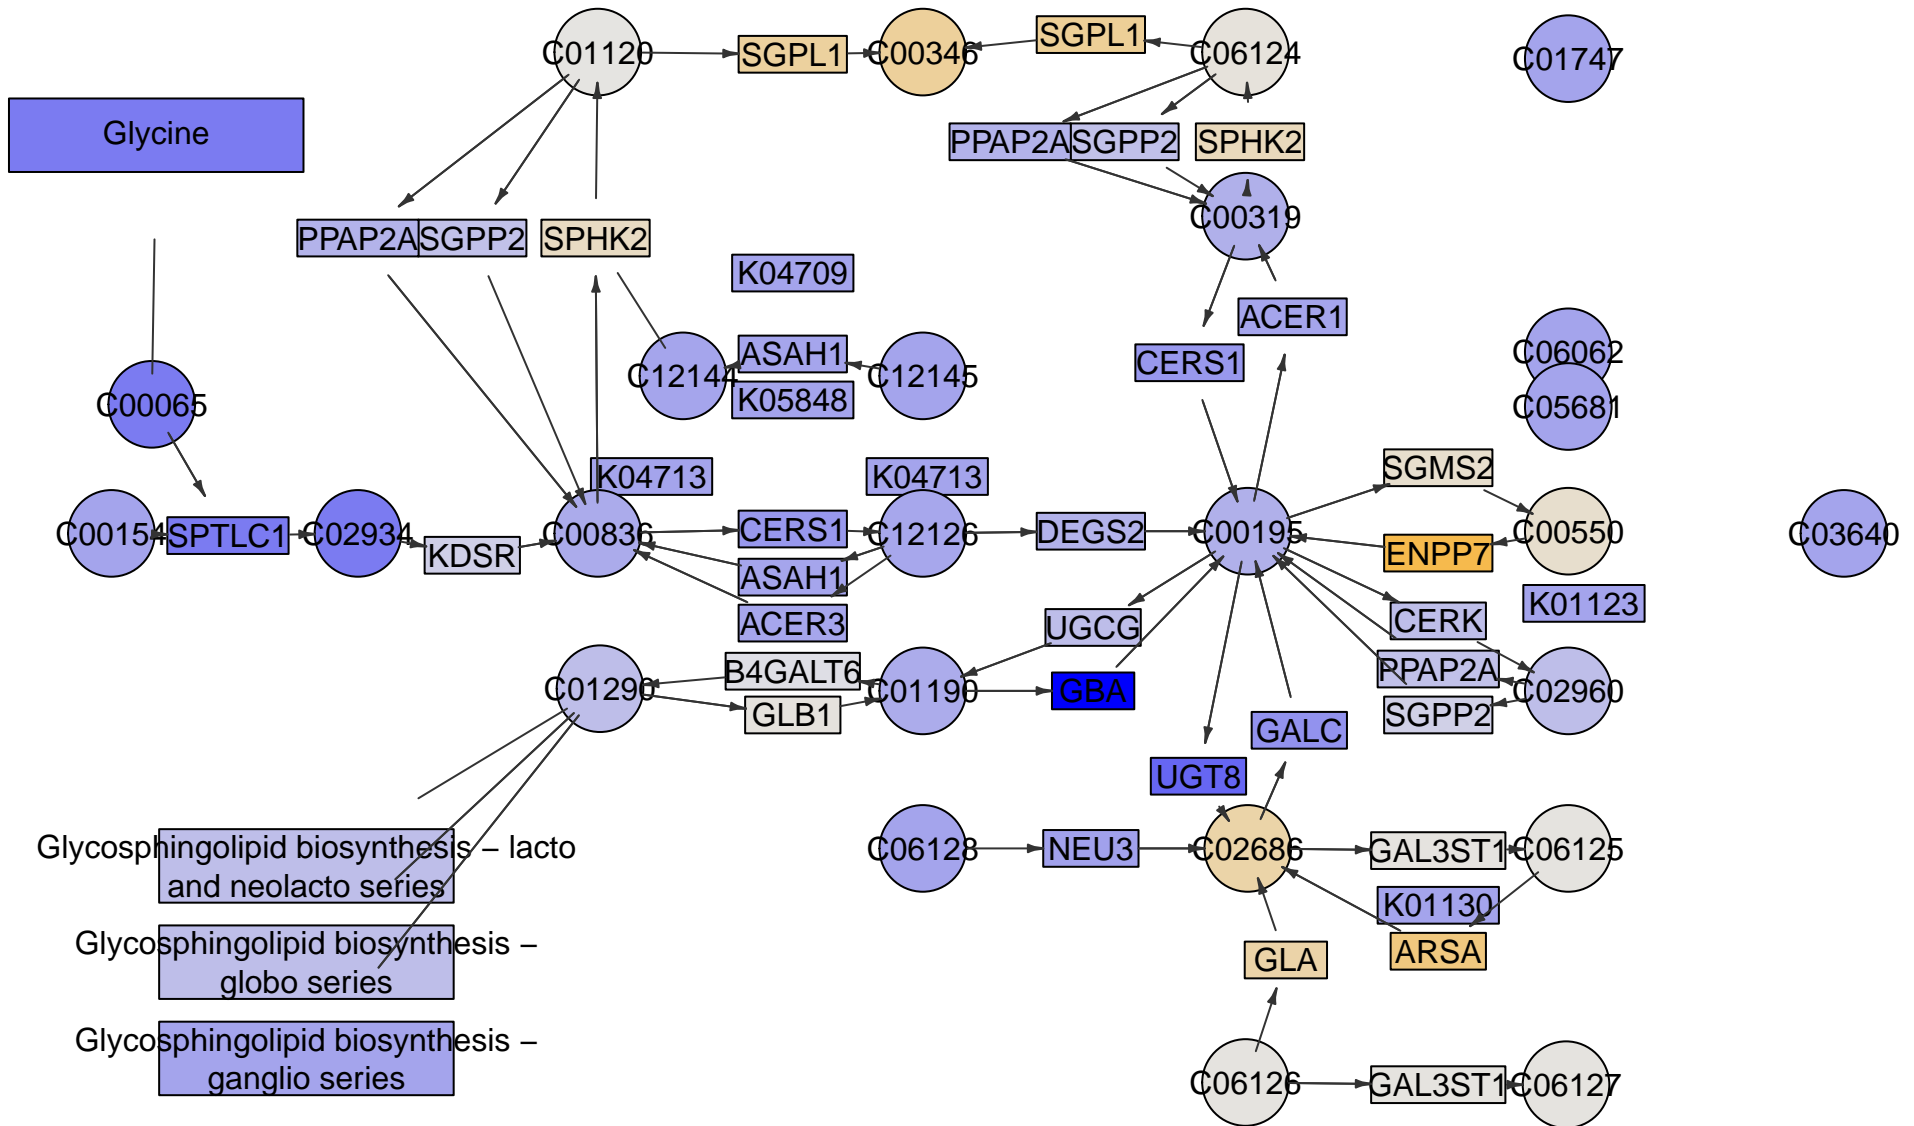 C01120
SGPL1
C00346
SGPL1
C06124
C01747
Glycine
PPAP2A
SGPP2
SPHK2
C00319
PPAP2A
SGPP2
SPHK2
K04709
ACER1
C12144
ASAH1
C12145
CERS1
C06062
K05848
C00065
C05681
K04713
K04713
SGMS2
C00154
SPTLC1
C02934
KDSR
C00836
CERS1
C12126
DEGS2
C00195
C00550
C03640
ENPP7
ASAH1
K01123
ACER3
UGCG
CERK
B4GALT6
PPAP2A
C01290
C01190
GBA
C02960
GLB1
SGPP2
GALC
UGT8
Glycosphingolipid biosynthesis – lacto
and neolacto series
C06128
NEU3
C02686
GAL3ST1
C06125
K01130
Glycosphingolipid biosynthesis –
globo series
GLA
ARSA
Glycosphingolipid biosynthesis –
ganglio series
C06126
GAL3ST1
C06127